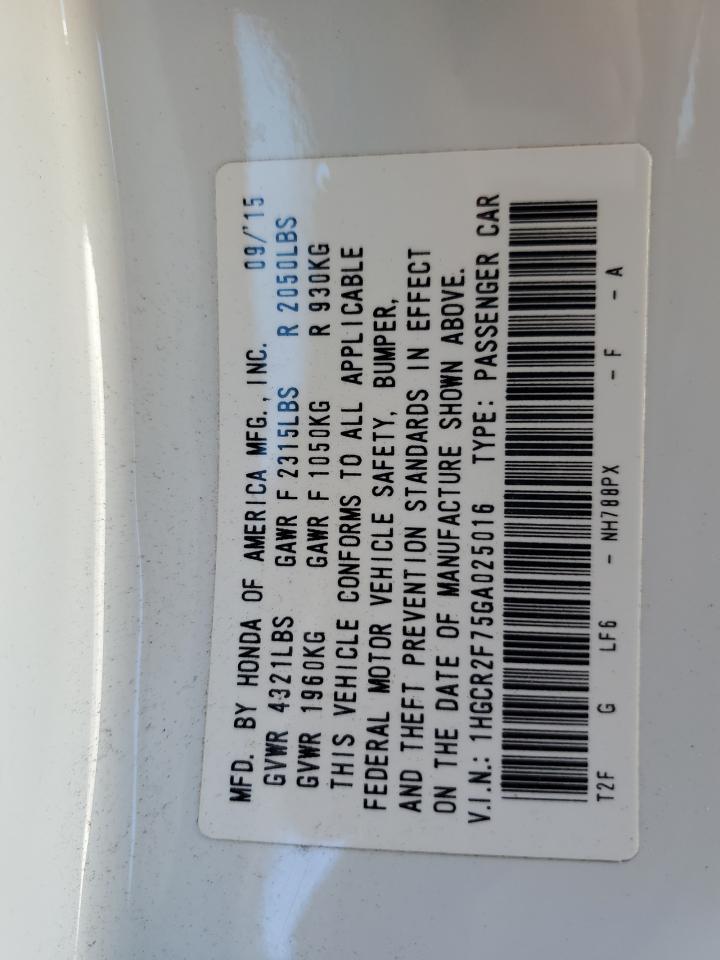 MFD. BY HONDA OF AMERICA MFG., INC. 09/'15
GVWR 4321LBS GAWR F 2315LBS R 2050LBS
GVWR 1960KG GAWR F 1050KG R 930KG
THIS VEHICLE CONFORMS TO ALL APPLICABLE
FEDERAL MOTOR VEHICLE SAFETY, BUMPER,
AND THEFT PREVENTION STANDARDS IN EFFECT
ON THE DATE OF MANUFACTURE SHOWN ABOVE.
V.I.N.: 1HGCR2F75GA025016 TYPE: PASSENGER CAR
T2F G LF6 - NH788PX - F - A